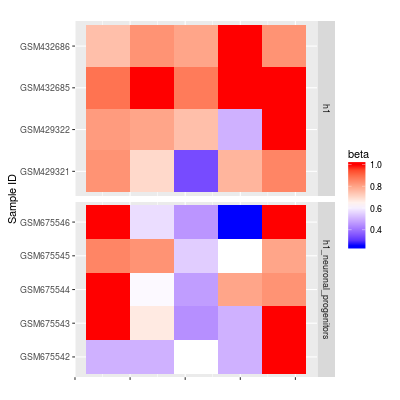 Sample ID
GSM432686
GSM432685
GSM429322
GSM429321
h1
GSM675546
GSM675545
GSM675544
GSM675543
GSM675542
h1_neuronal_progenitors
beta
1.0
0.8
0.6
0.4